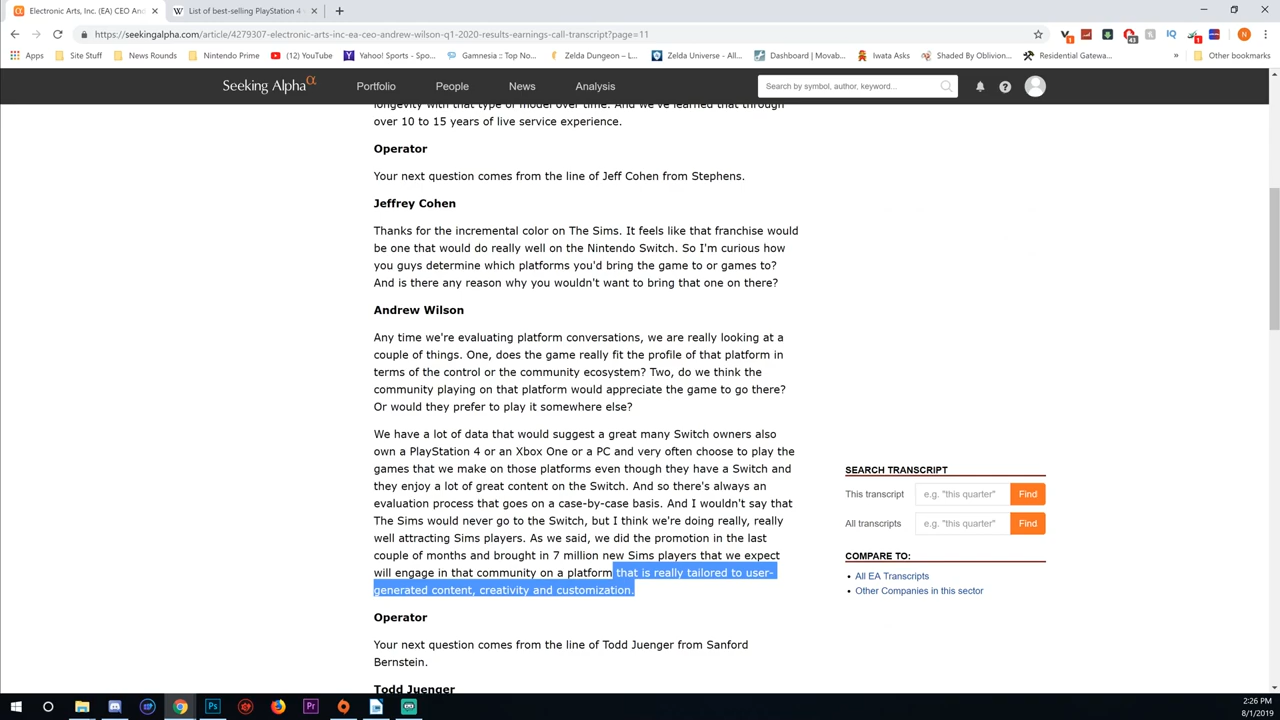 Electronic Arts, Inc. (EA) CEO And
List of best-selling PlayStation 4
https://seekingalpha.com/article/4279307-electronic-arts-inc-ea-ceo-andrew-wilson-q1-2020-results-earnings-call-transcript?page=11
Apps
Site Stuff
News Rounds
Nintendo Prime
(12) YouTube
Yahoo! Sports - Spo...
Gamnesia :: Top No...
Zelda Dungeon – L...
Zelda Universe - All...
Dashboard | Movab...
Iwata Asks
Shaded By Oblivion...
Residential Gatewa...
»
Other bookmarks
Seeking Alpha α
Portfolio
People
News
Analysis
Search by symbol, author, keyword...
longevity with that type of model over time. And we've learned that through
over 10 to 15 years of live service experience.
Operator
Your next question comes from the line of Jeff Cohen from Stephens.
Jeffrey Cohen
Thanks for the incremental color on The Sims. It feels like that franchise would
be one that would do really well on the Nintendo Switch. So I'm curious how
you guys determine which platforms you'd bring the game to or games to?
And is there any reason why you wouldn't want to bring that one on there?
Andrew Wilson
Any time we're evaluating platform conversations, we are really looking at a
couple of things. One, does the game really fit the profile of that platform in
terms of the control or the community ecosystem? Two, do we think the
community playing on that platform would appreciate the game to go there?
Or would they prefer to play it somewhere else?
We have a lot of data that would suggest a great many Switch owners also
own a PlayStation 4 or an Xbox One or a PC and very often choose to play the
games that we make on those platforms even though they have a Switch and
they enjoy a lot of great content on the Switch. And so there's always an
evaluation process that goes on a case-by-case basis. And I wouldn't say that
The Sims would never go to the Switch, but I think we're doing really, really
well attracting Sims players. As we said, we did the promotion in the last
couple of months and brought in 7 million new Sims players that we expect
will engage in that community on a platform that is really tailored to user-
generated content, creativity and customization.
Operator
Your next question comes from the line of Todd Juenger from Sanford
Bernstein.
Todd Juenger
SEARCH TRANSCRIPT
This transcript
e.g. "this quarter"
Find
All transcripts
e.g. "this quarter"
Find
COMPARE TO:
All EA Transcripts
Other Companies in this sector
2:26 PM
8/1/2019